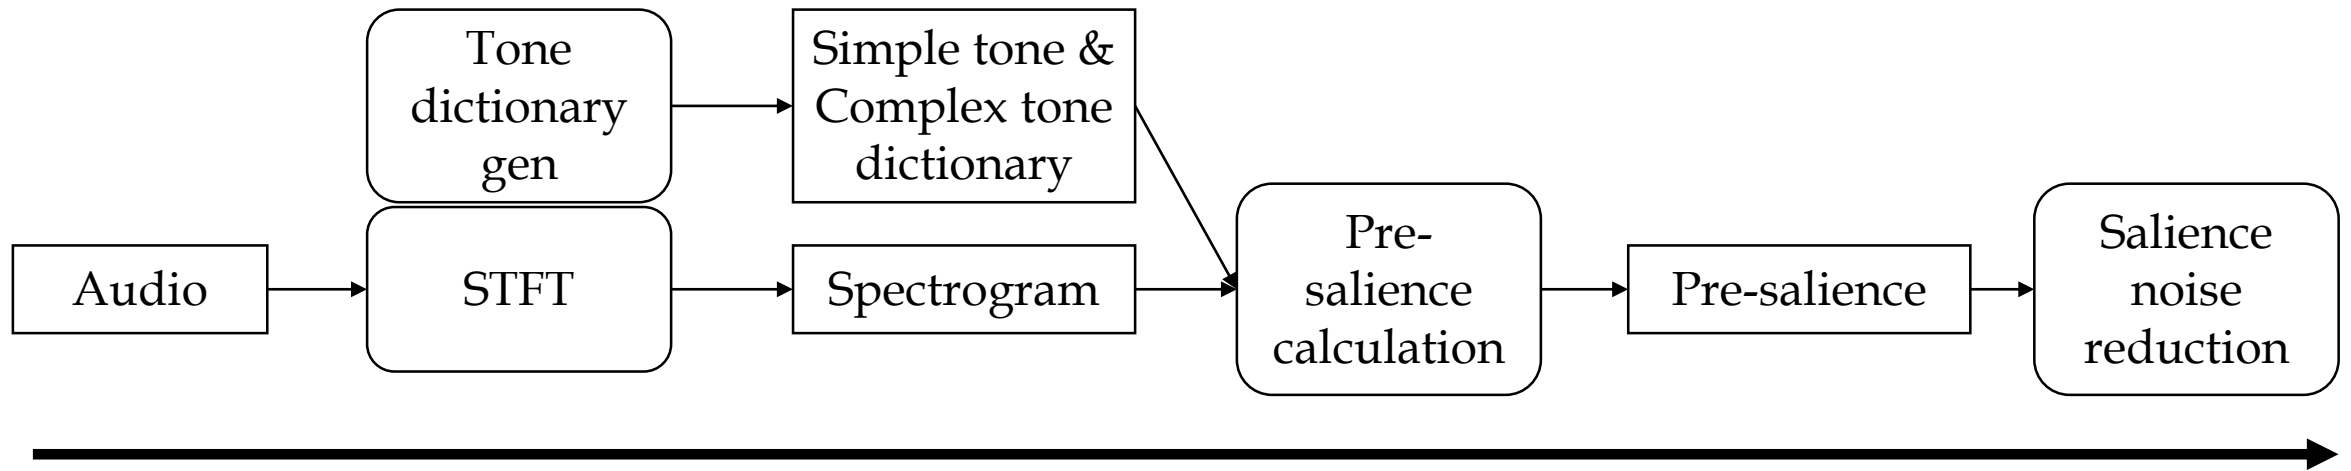 Tone
dictionary
gen
Simple tone &
Complex tone
dictionary
Audio
STFT
Spectrogram
Pre-
salience
calculation
Pre-salience
Salience
noise
reduction